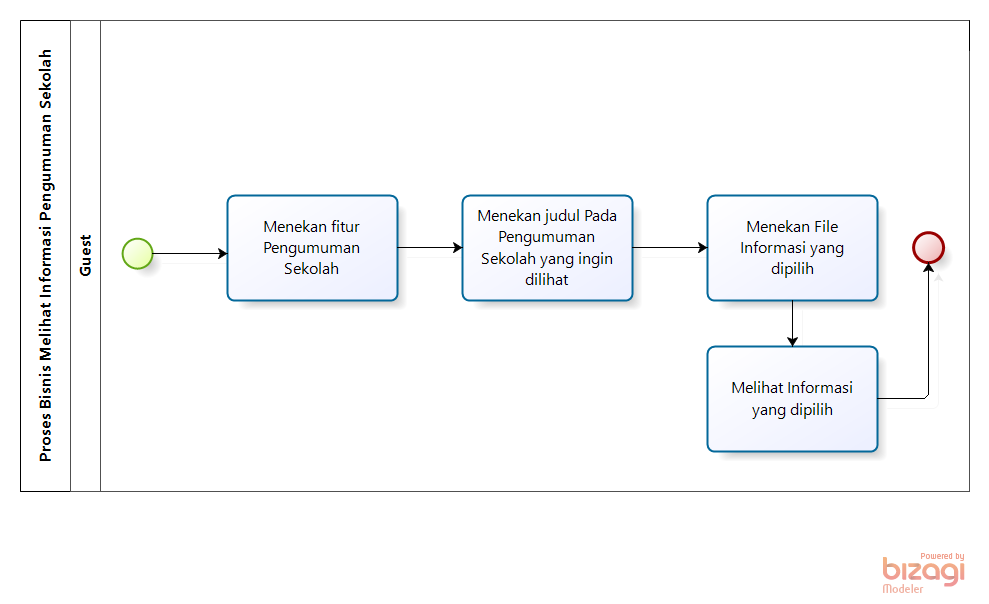 Proses Bisnis Melihat Informasi Pengumuman Sekolah
Guest
Menekan fitur
Pengumuman
Sekolah
Menekan judul Pada
Pengumuman
Sekolah yang ingin
dilihat
Menekan File
Informasi yang
dipilih
Melihat Informasi
yang dipilih
Powered by
bizagi
Modeler